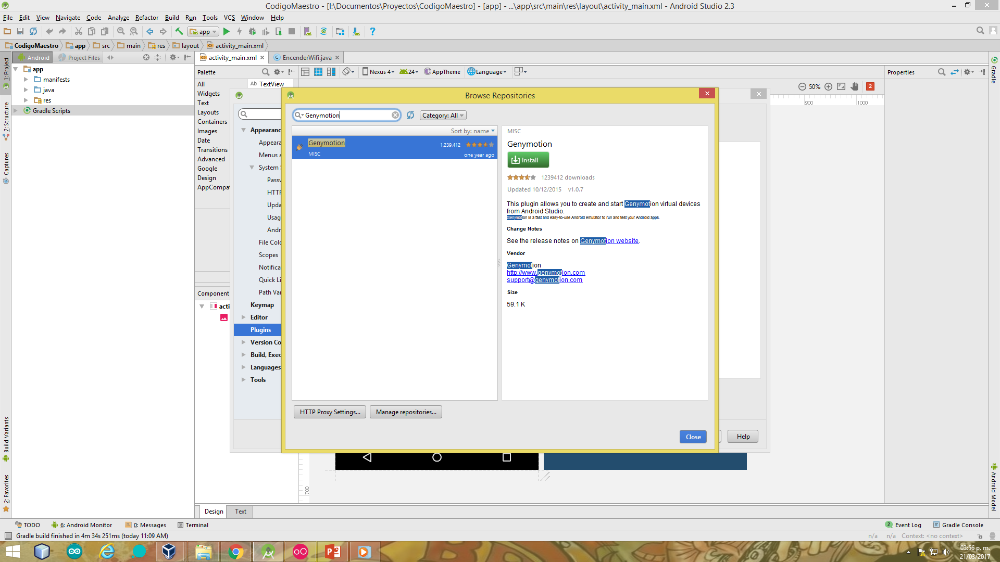 CodigoMaestro - [I:\Documentos\Proyectos\CodigoMaestro] - [app] - ...\app\src\main\res\layout\activity_main.xml - Android Studio 2.3
File Edit View Navigate Code Analyze Refactor Build Run Tools VCS Window Help
app
CodigoMaestro app src main res layout activity_main.xml
Android Project Files
activity_main.xml EncenderWifi.java
1: Project
7: Structure
Captures
Build Variants
2: Favorites
app
manifests
java
res
Gradle Scripts
Palette
All
Widgets
Text
Layouts
Containers
Images
Date
Transitions
Advanced
Google
Design
AppCompa
Ab TextView
Nexus 4 24 AppTheme Language
50% 2
900 1000
Properties
Gradle
Android Model
Component
acti
700
Appearanc
Appeara
Menus a
System S
Passw
HTTP
Upda
Usag
Andr
File Colo
Scopes
Notifica
Quick Li
Path Var
Keymap
Editor
Plugins
Version Co
Build, Exec
Languages
Tools
Help
Browse Repositories
Genymotion
Category: All
Sort by: name
Genymotion 1,239,412
MISC one year ago
MISC
Genymotion
Install
1239412 downloads
Updated 10/12/2015 v1.0.7
This plugin allows you to create and start Genymotion virtual devices
from Android Studio.
Genymotion is a fast and easy-to-use Android emulator to run and test your Android apps.
Change Notes
See the release notes on Genymotion website.
Vendor
Genymotion
http://www.genymotion.com
support@genymotion.com
Size
59.1 K
HTTP Proxy Settings... Manage repositories...
Close
Design Text
TODO 6: Android Monitor 0: Messages Terminal
2 Event Log Gradle Console
Gradle build finished in 4m 34s 251ms (today 11:09 AM)
n/a n/a Context: <no context>
03:56 p. m.
21/03/2017